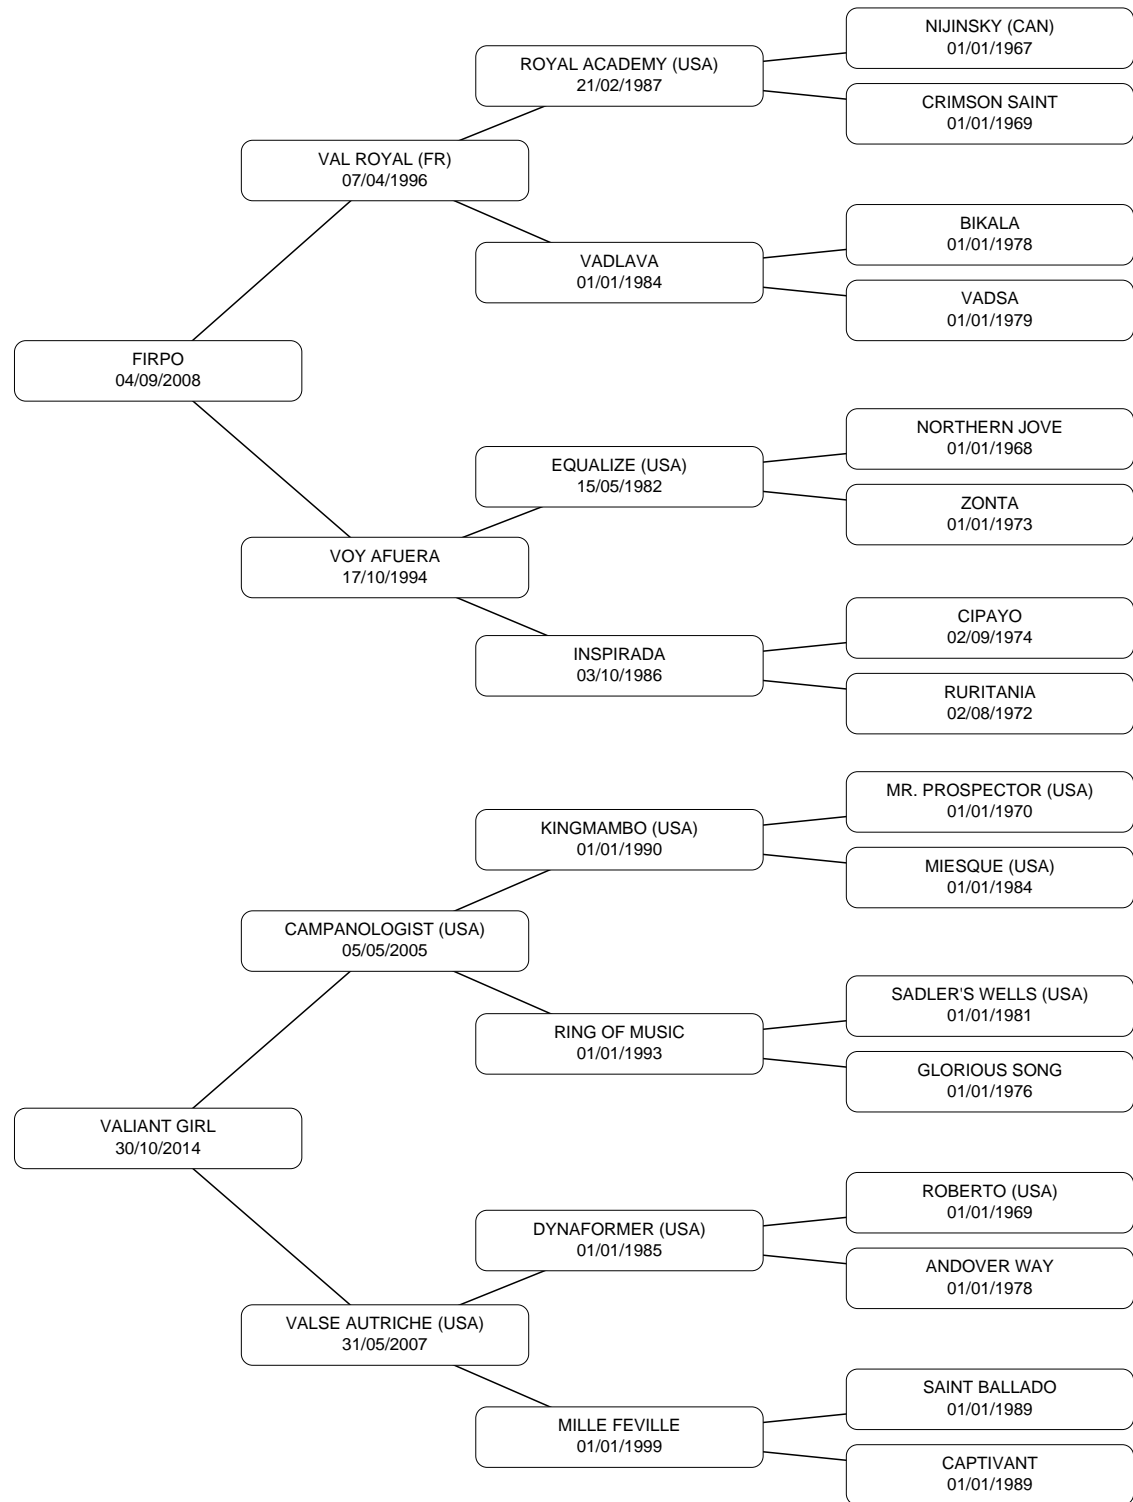 NIJINSKY (CAN)
01/01/1967
ROYAL ACADEMY (USA)
21/02/1987
CRIMSON SAINT
01/01/1969
VAL ROYAL (FR)
07/04/1996
BIKALA
01/01/1978
VADLAVA
01/01/1984
VADSA
01/01/1979
FIRPO
04/09/2008
NORTHERN JOVE
01/01/1968
EQUALIZE (USA)
15/05/1982
ZONTA
01/01/1973
VOY AFUERA
17/10/1994
CIPAYO
02/09/1974
INSPIRADA
03/10/1986
RURITANIA
02/08/1972
MR. PROSPECTOR (USA)
01/01/1970
KINGMAMBO (USA)
01/01/1990
MIESQUE (USA)
01/01/1984
CAMPANOLOGIST (USA)
05/05/2005
SADLER'S WELLS (USA)
01/01/1981
RING OF MUSIC
01/01/1993
GLORIOUS SONG
01/01/1976
VALIANT GIRL
30/10/2014
ROBERTO (USA)
01/01/1969
DYNAFORMER (USA)
01/01/1985
ANDOVER WAY
01/01/1978
VALSE AUTRICHE (USA)
31/05/2007
SAINT BALLADO
01/01/1989
MILLE FEVILLE
01/01/1999
CAPTIVANT
01/01/1989